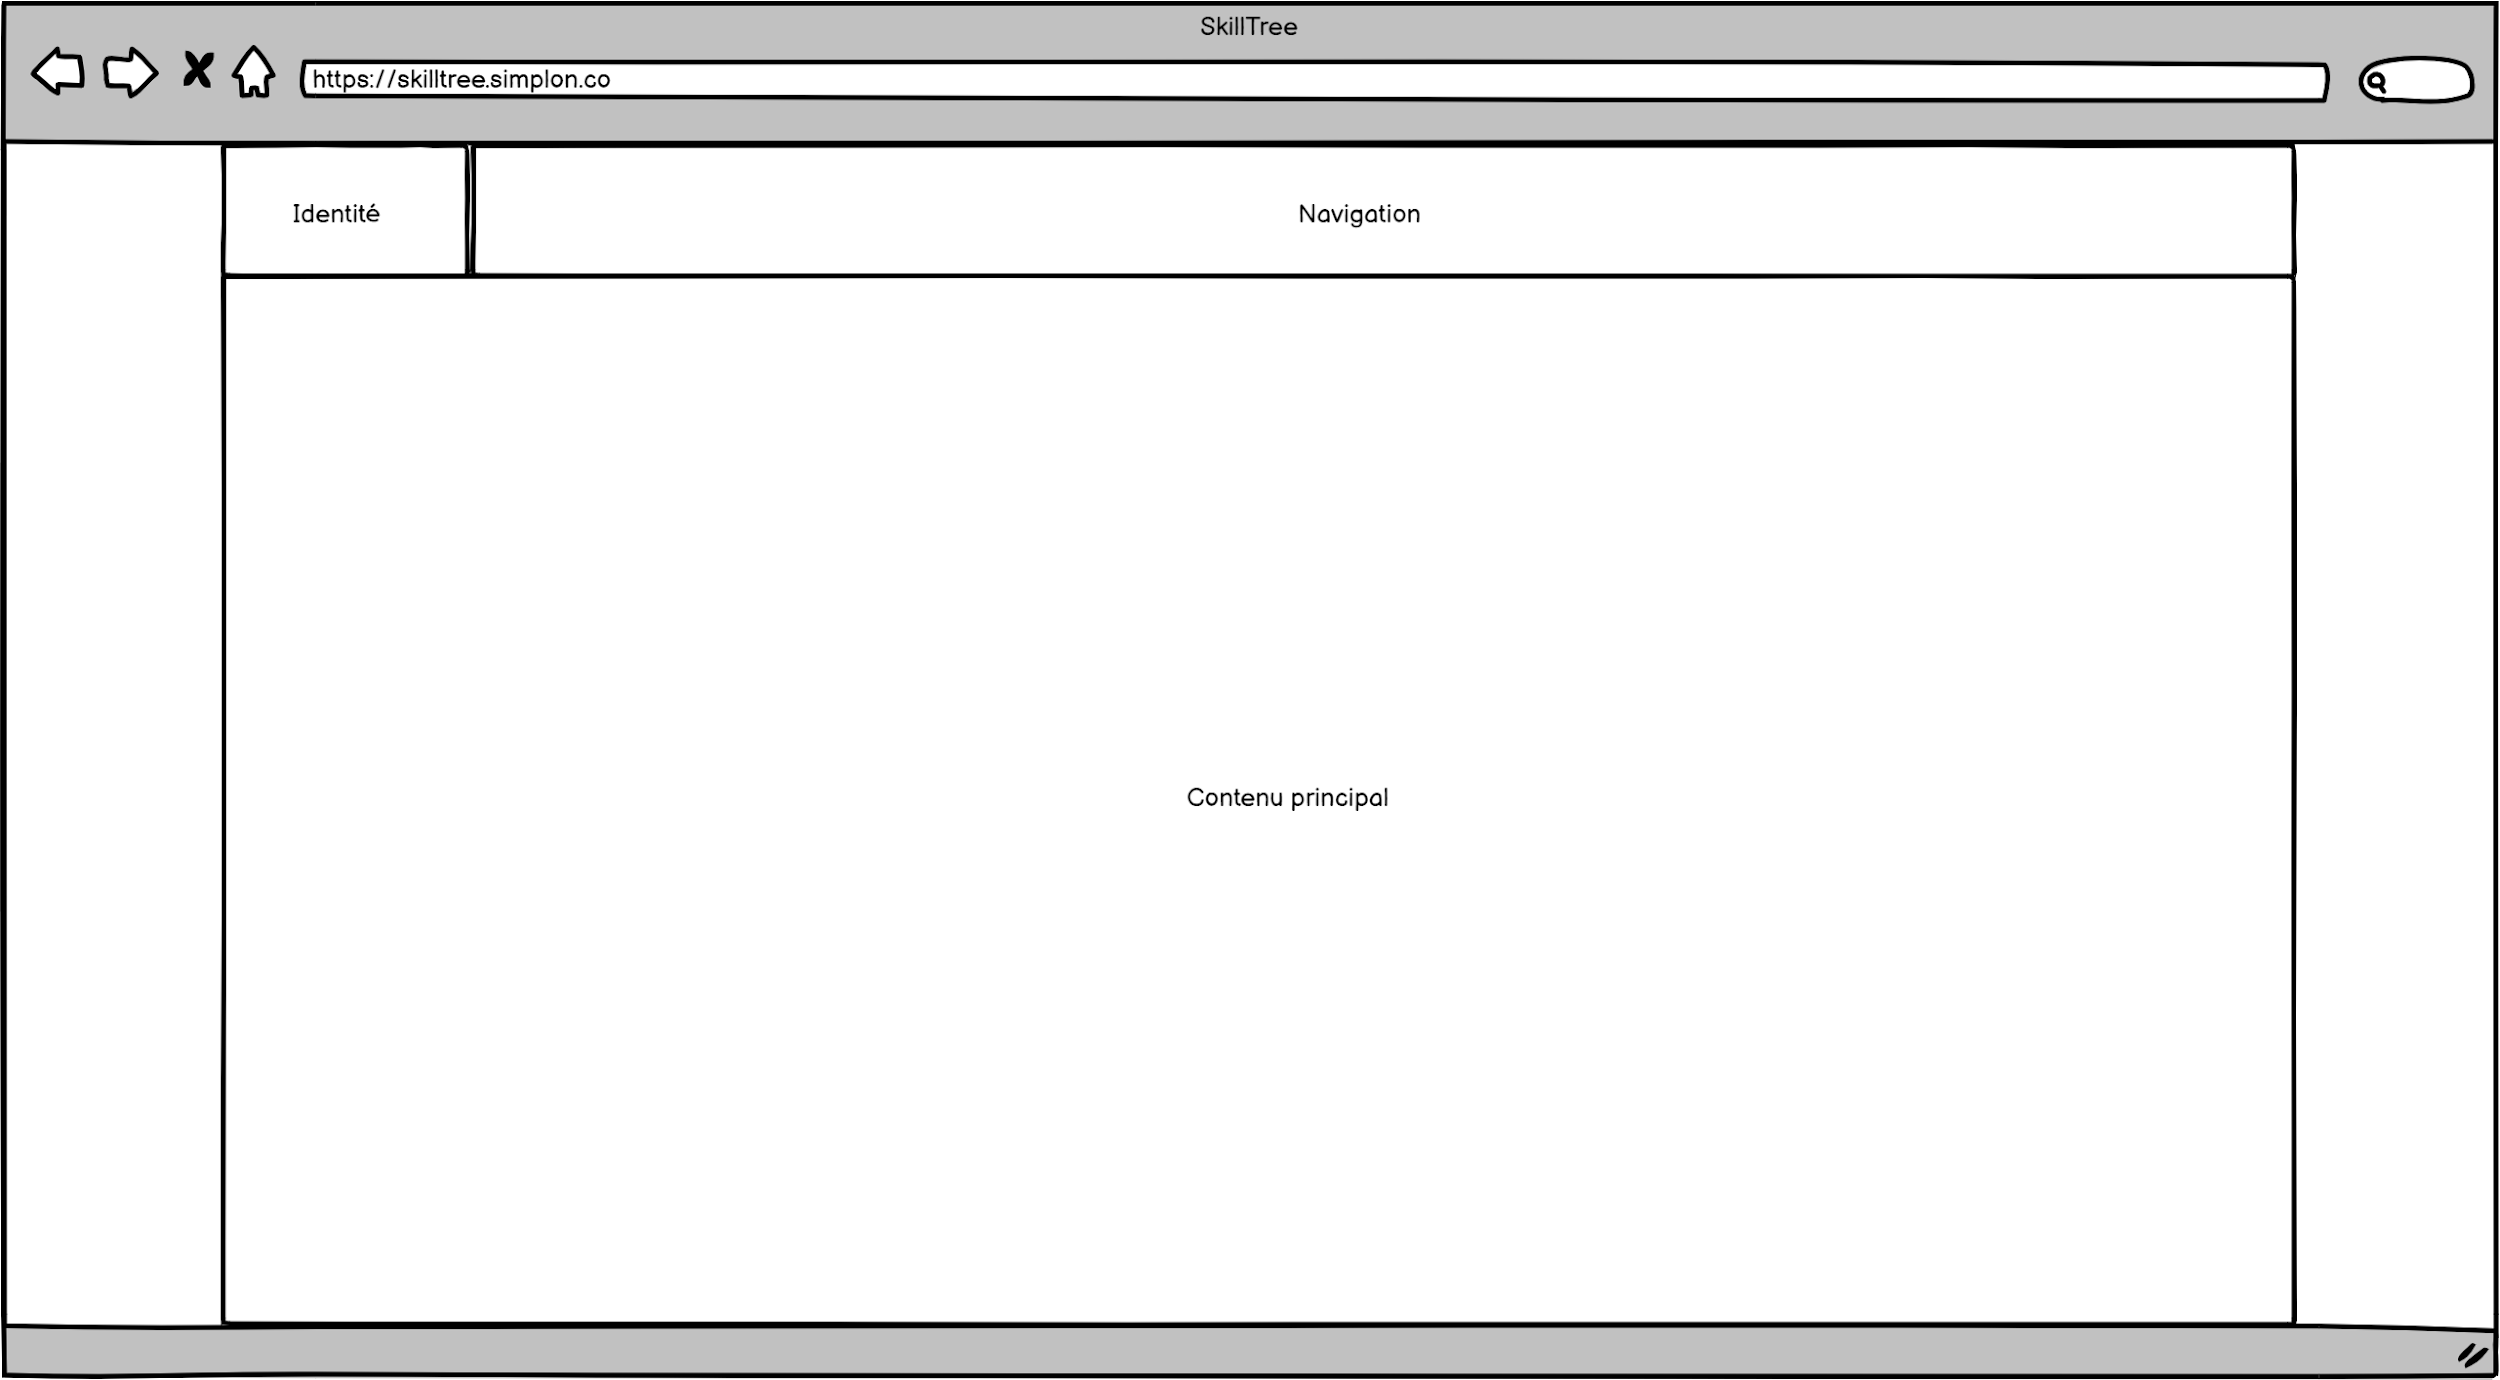 SkillTree
https://skilltree.simplon.co
Identité
Navigation
Contenu principal